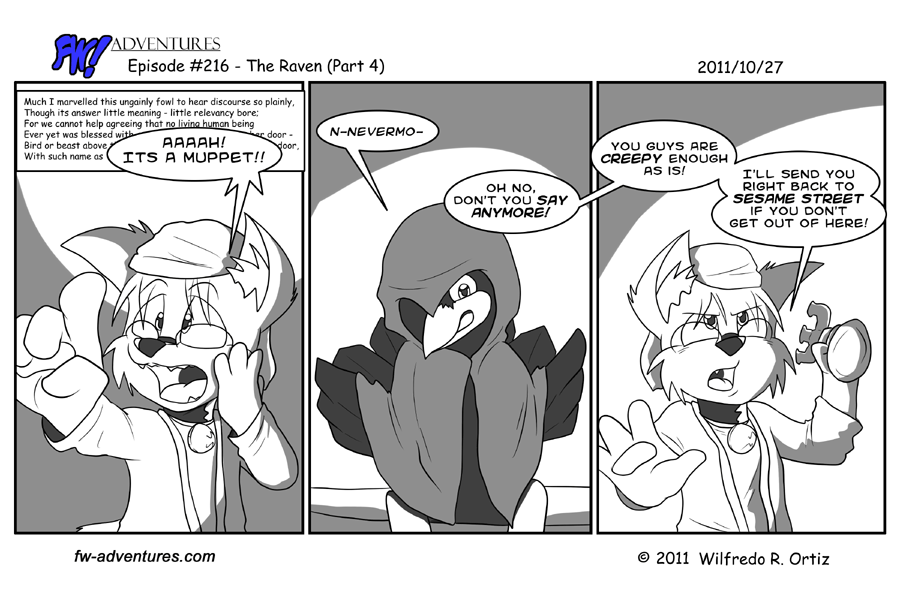 FW! ADVENTURES
Episode #216 - The Raven (Part 4)
2011/10/27
Much I marvelled this ungainly fowl to hear discourse so plainly,
Though its answer little meaning - little relevancy bore;
For we cannot help agreeing that no living human being
Ever yet was blessed with door -
Bird or beast above door,
With such name as
AAAAH!
ITS A MUPPET!!
N-NEVERMO-
OH NO,
DON'T YOU SAY
ANYMORE!
YOU GUYS ARE
CREEPY ENOUGH
AS IS!
I'LL SEND YOU
RIGHT BACK TO
SESAME STREET
IF YOU DON'T
GET OUT OF HERE!
fw-adventures.com
© 2011 Wilfredo R. Ortiz